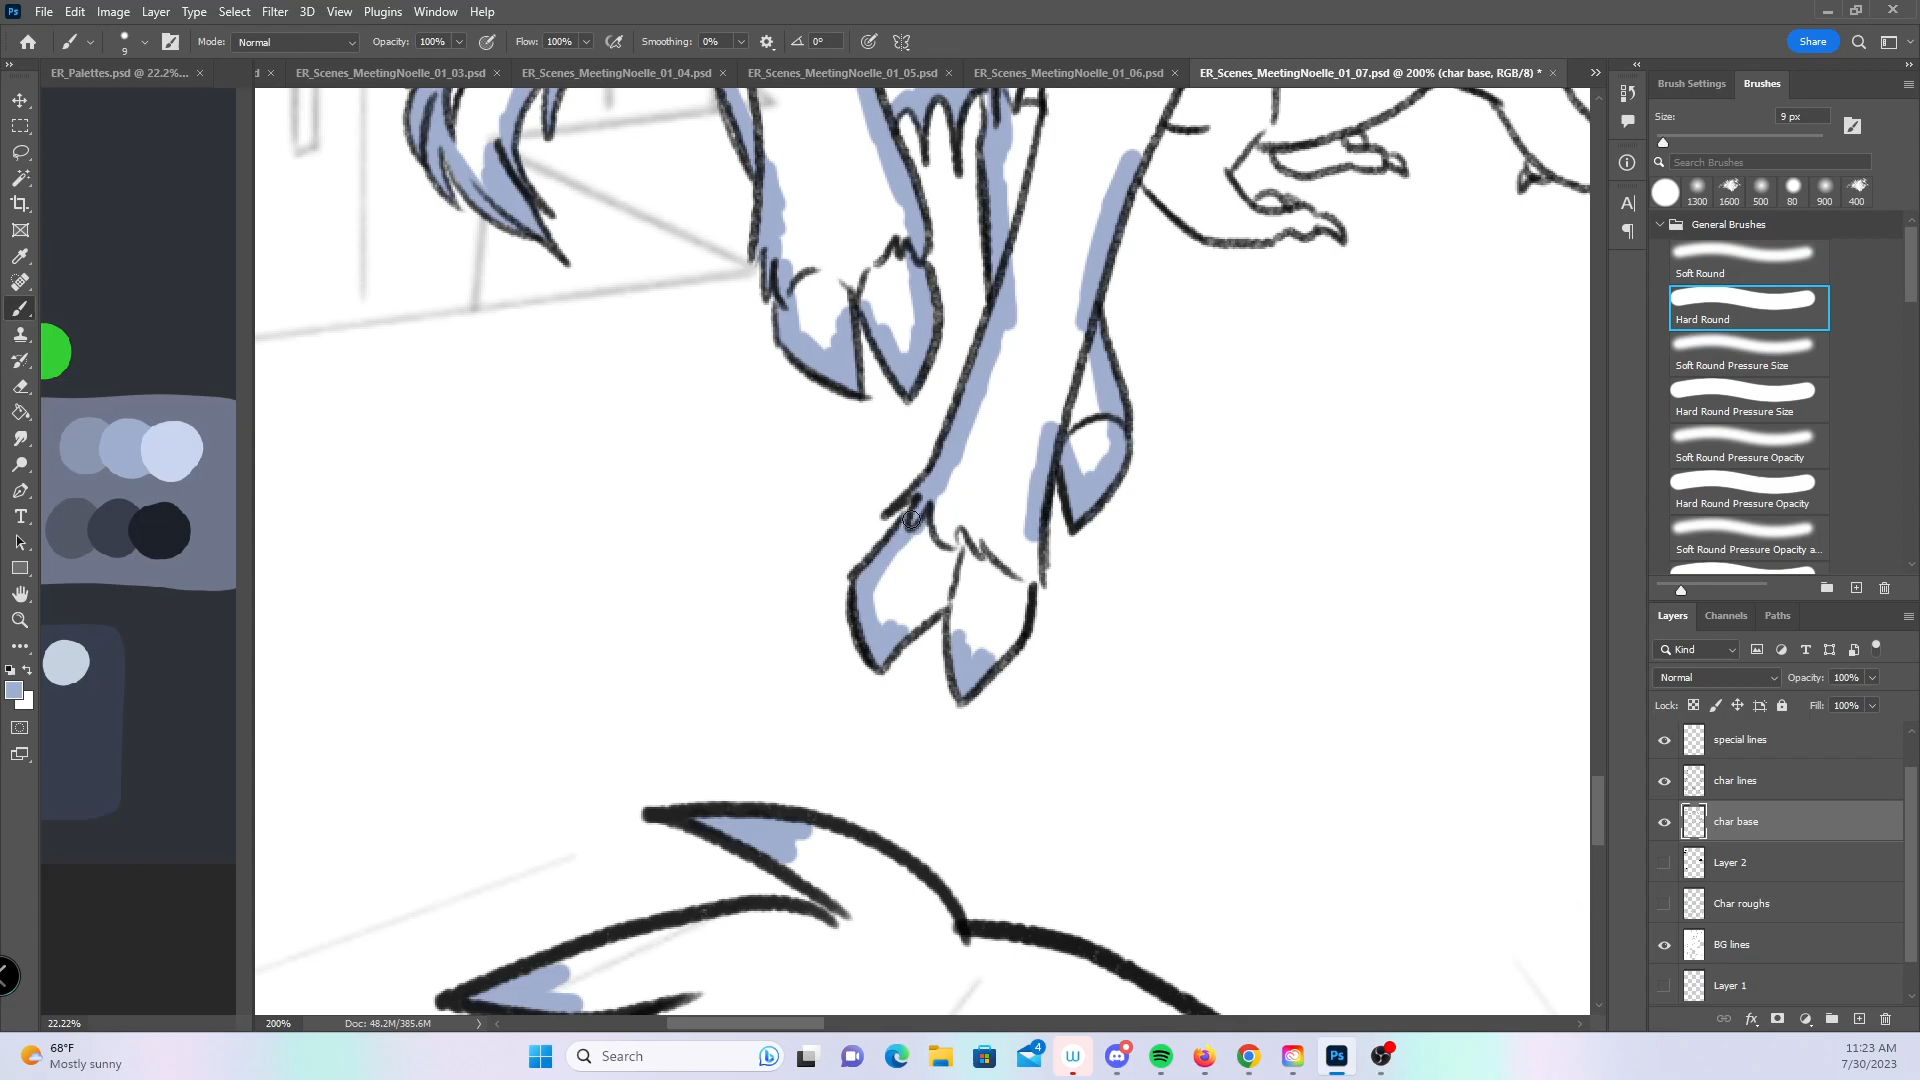 Ps File Edit Image Layer Type Select Filter 3D View Plugins Window Help
9 Mode: Normal Opacity: 100% Flow: 100% Smoothing: 0% 0° Share
ER_Palettes.psd @ 22.2%... × d × ER_Scenes_MeetingNoelle_01_03.psd × ER_Scenes_MeetingNoelle_01_04.psd × ER_Scenes_MeetingNoelle_01_05.psd × ER_Scenes_MeetingNoelle_01_06.psd × ER_Scenes_MeetingNoelle_01_07.psd @ 200% (char base, RGB/8) * ×
Brush Settings Brushes
Size: 9 px
Search Brushes
1300 1600 500 80 900 400
General Brushes
Soft Round
Hard Round
Soft Round Pressure Size
Hard Round Pressure Size
Soft Round Pressure Opacity
Hard Round Pressure Opacity
Soft Round Pressure Opacity a...
Layers Channels Paths
Kind
Normal Opacity: 100%
Lock: Fill: 100%
special lines
char lines
char base
Layer 2
Char roughs
BG lines
Layer 1
22.22% 200% Doc: 48.2M/385.6M
68°F
Mostly sunny
Search
4
Ps
11:23 AM
7/30/2023